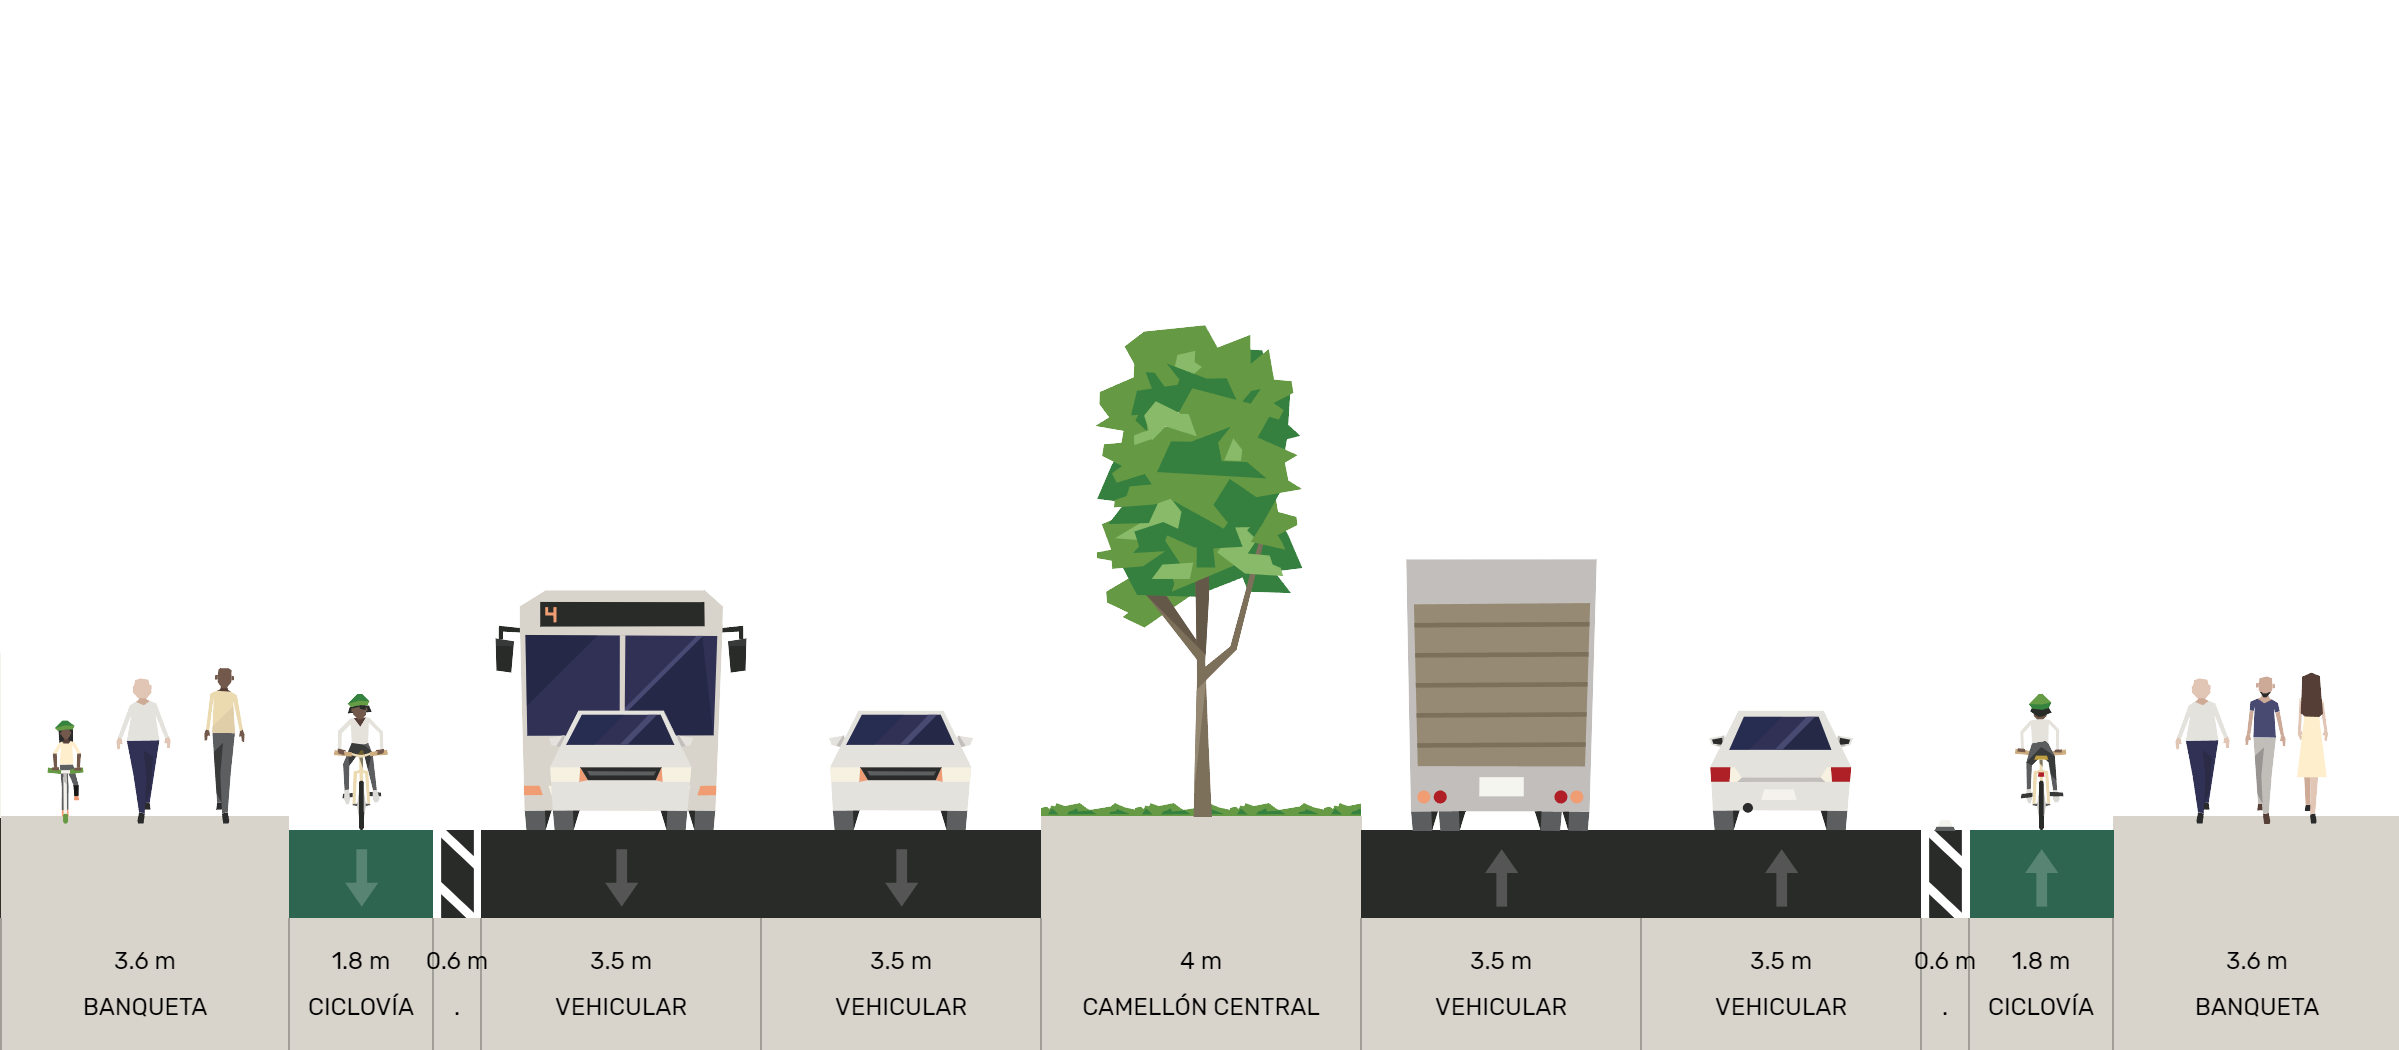 4
3.6 m
1.8 m
0.6 m
3.5 m
3.5 m
4 m
3.5 m
3.5 m
0.6 m
1.8 m
3.6 m
BANQUETA
CICLOVÍA
.
VEHICULAR
VEHICULAR
CAMELLÓN CENTRAL
VEHICULAR
VEHICULAR
.
CICLOVÍA
BANQUETA